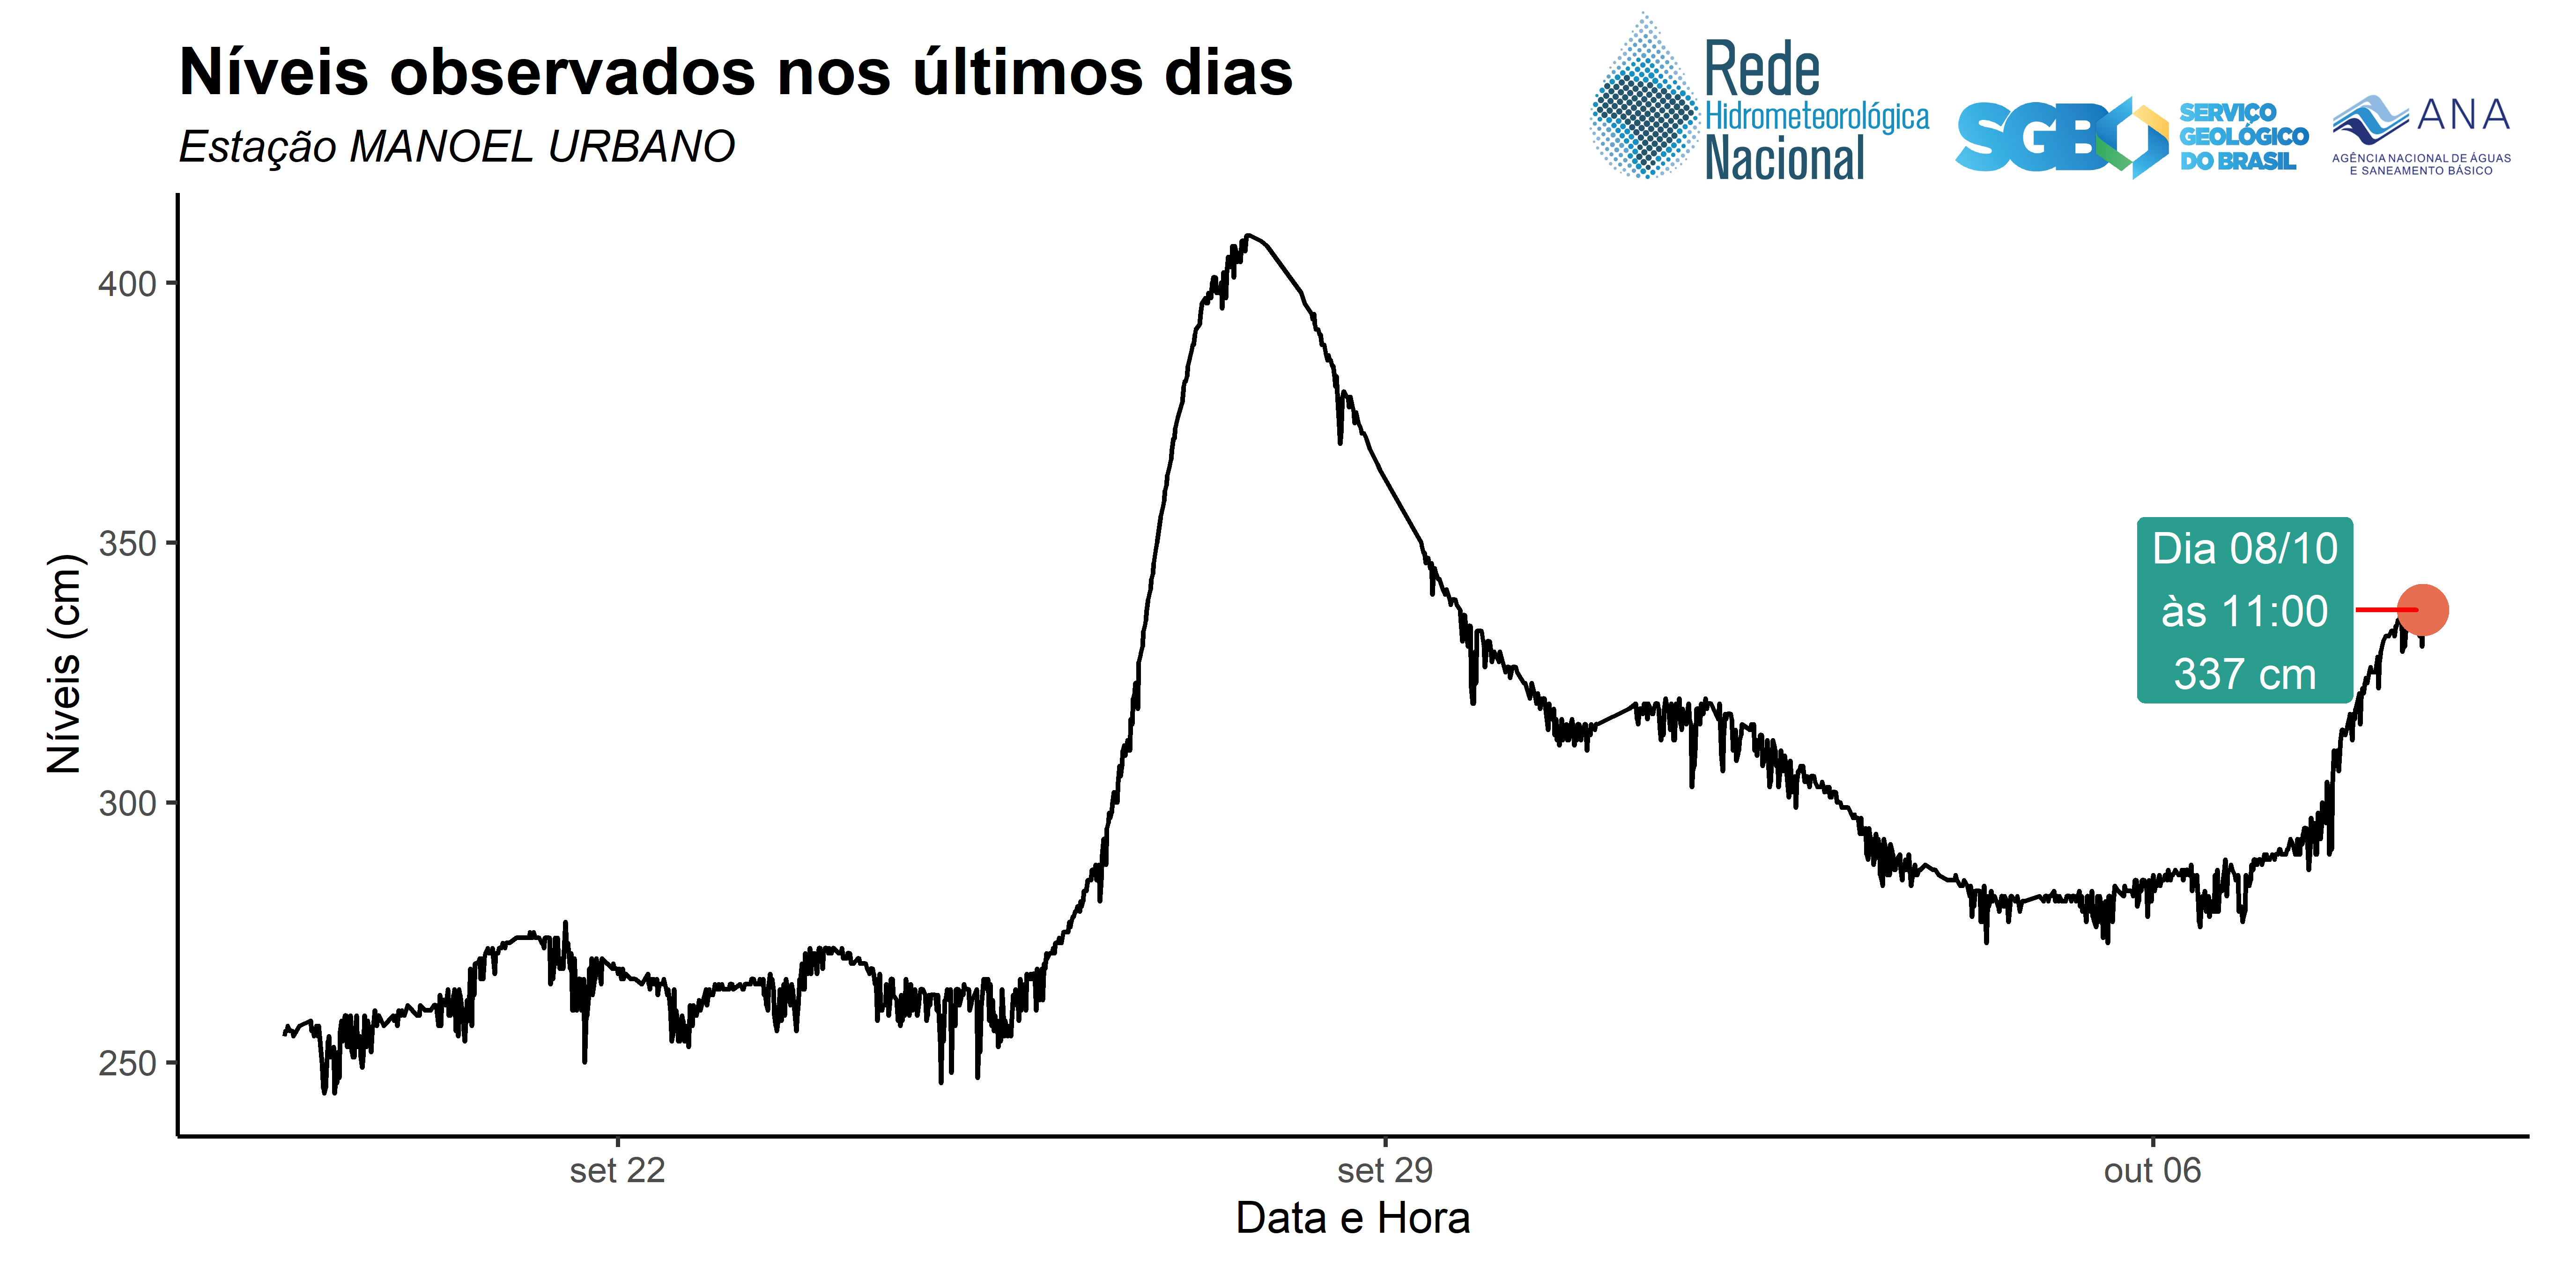 Níveis observados nos últimos dias
Estação MANOEL URBANO
Rede
Hidrometeorológica
Nacional
SGB
SERVIÇO
GEOLÓGICO
DO BRASIL
ANA
AGÊNCIA NACIONAL DE ÁGUAS
E SANEAMENTO BÁSICO
Níveis (cm)
400
350
300
250
Dia 08/10
às 11:00
337 cm
set 22
set 29
out 06
Data e Hora